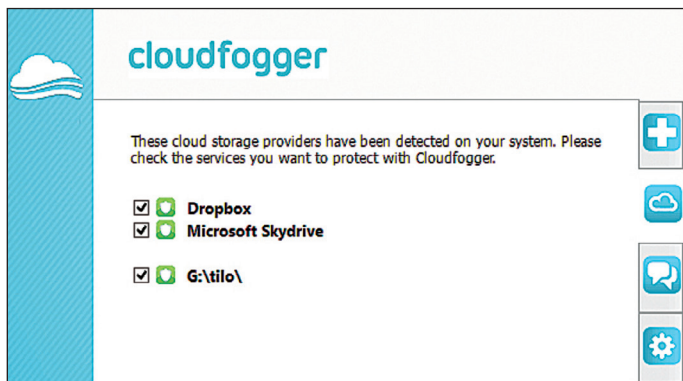 cloudfogger
These cloud storage providers have been detected on your system. Please
check the services you want to protect with Cloudfogger.
Dropbox
Microsoft Skydrive
G:\tilo\